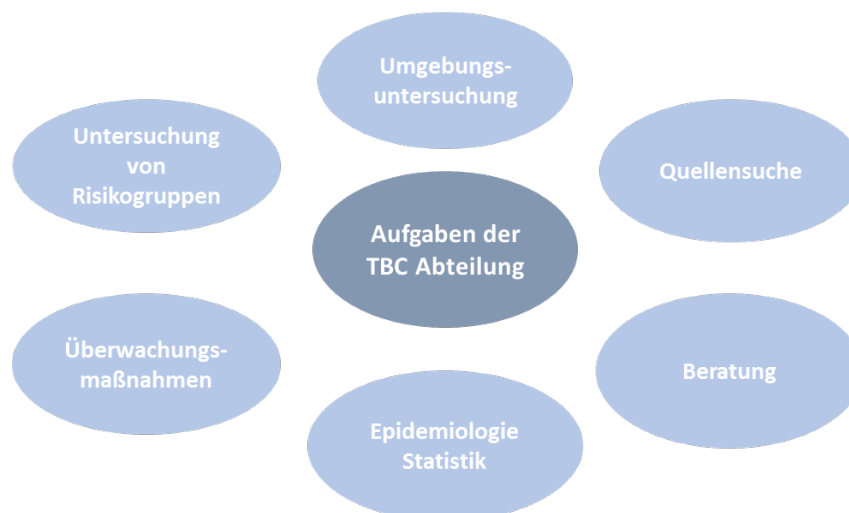 Umgebungs-
untersuchung
Untersuchung
von
Risikogruppen
Quellensuche
Aufgaben der
TBC Abteilung
Überwachungs-
maßnahmen
Beratung
Epidemiologie
Statistik